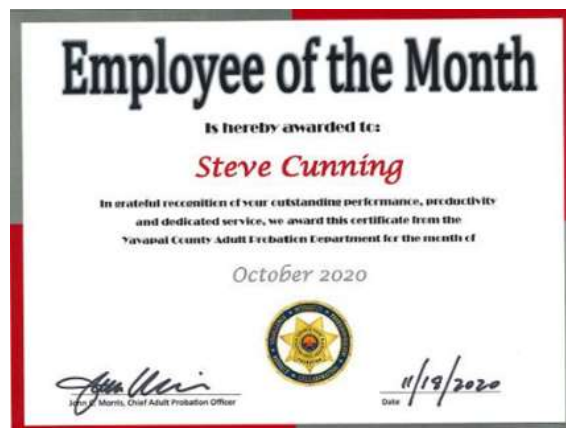 Employee of the Month
Is hereby awarded to:
Steve Cunning
In grateful recognition of your outstanding performance, productivity
and dedicated service, we award this certificate from the
Yavapai County Adult Probation Department for the month of
October 2020
John C. Morris, Chief Adult Probation Officer
11/19/2020
Date